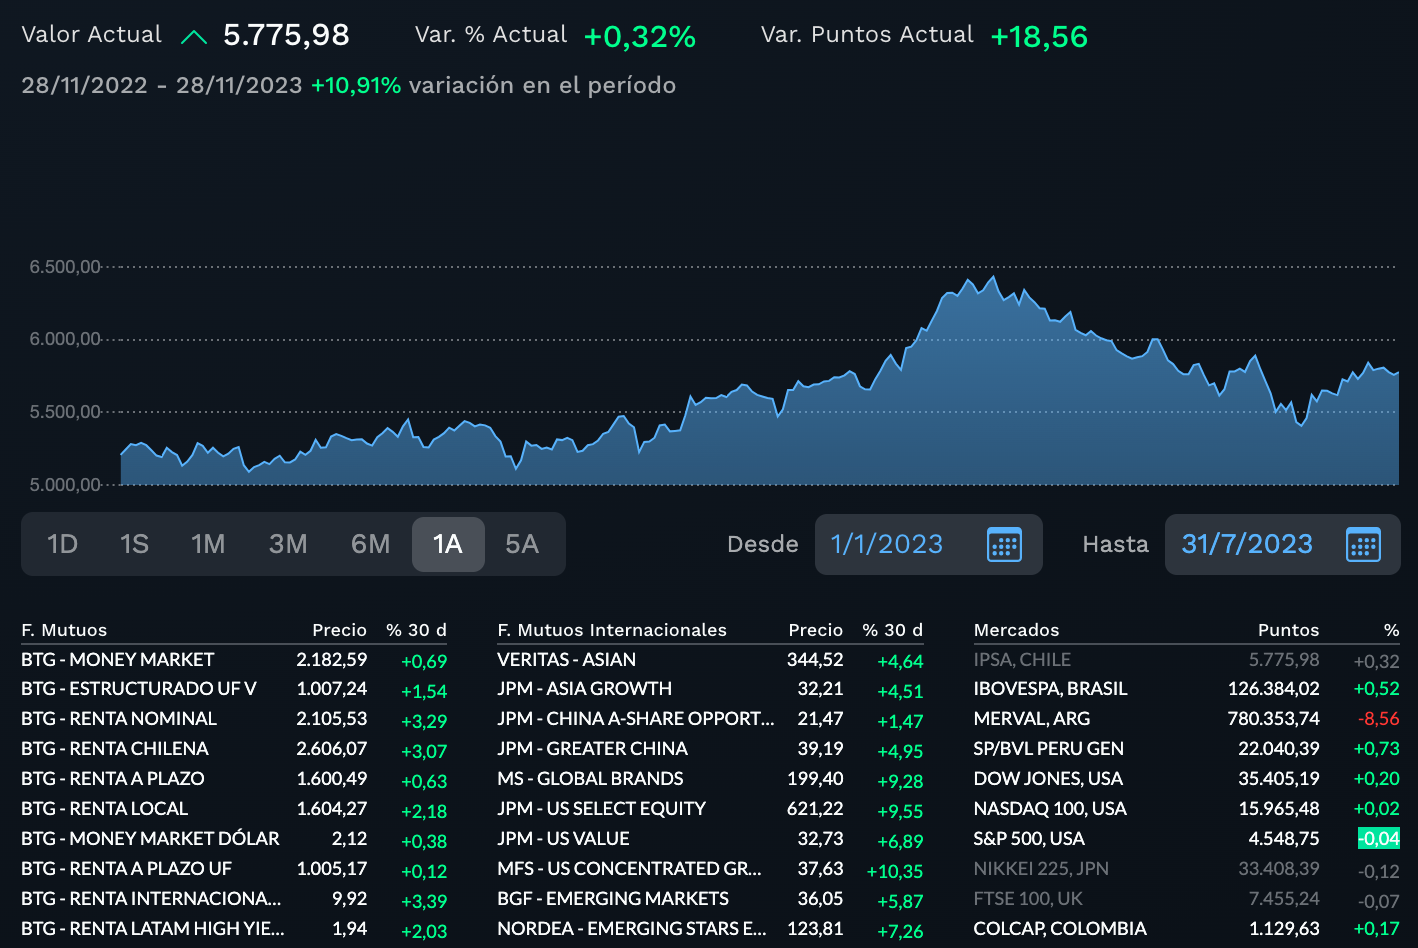 Valor Actual 5.775,98 Var. % Actual +0,32% Var. Puntos Actual +18,56
28/11/2022 - 28/11/2023 +10,91% variación en el período
6.500,00
6.000,00
5.500,00
5.000,00
1D 1S 1M 3M 6M 1A 5A Desde 1/1/2023 Hasta 31/7/2023
F. Mutuos Precio % 30 d
BTG - MONEY MARKET 2.182,59 +0,69
BTG - ESTRUCTURADO UF V 1.007,24 +1,54
BTG - RENTA NOMINAL 2.105,53 +3,29
BTG - RENTA CHILENA 2.606,07 +3,07
BTG - RENTA A PLAZO 1.600,49 +0,63
BTG - RENTA LOCAL 1.604,27 +2,18
BTG - MONEY MARKET DÓLAR 2,12 +0,38
BTG - RENTA A PLAZO UF 1.005,17 +0,12
BTG - RENTA INTERNACIONA... 9,92 +3,39
BTG - RENTA LATAM HIGH YIE... 1,94 +2,03
F. Mutuos Internacionales Precio % 30 d
VERITAS - ASIAN 344,52 +4,64
JPM - ASIA GROWTH 32,21 +4,51
JPM - CHINA A-SHARE OPPORT... 21,47 +1,47
JPM - GREATER CHINA 39,19 +4,95
MS - GLOBAL BRANDS 199,40 +9,28
JPM - US SELECT EQUITY 621,22 +9,55
JPM - US VALUE 32,73 +6,89
MFS - US CONCENTRATED GR... 37,63 +10,35
BGF - EMERGING MARKETS 36,05 +5,87
NORDEA - EMERGING STARS E... 123,81 +7,26
Mercados Puntos %
IPSA, CHILE 5.775,98 +0,32
IBOVESPA, BRASIL 126.384,02 +0,52
MERVAL, ARG 780.353,74 -8,56
SP/BVL PERU GEN 22.040,39 +0,73
DOW JONES, USA 35.405,19 +0,20
NASDAQ 100, USA 15.965,48 +0,02
S&P 500, USA 4.548,75 -0,04
NIKKEI 225, JPN 33.408,39 -0,12
FTSE 100, UK 7.455,24 -0,07
COLCAP, COLOMBIA 1.129,63 +0,17